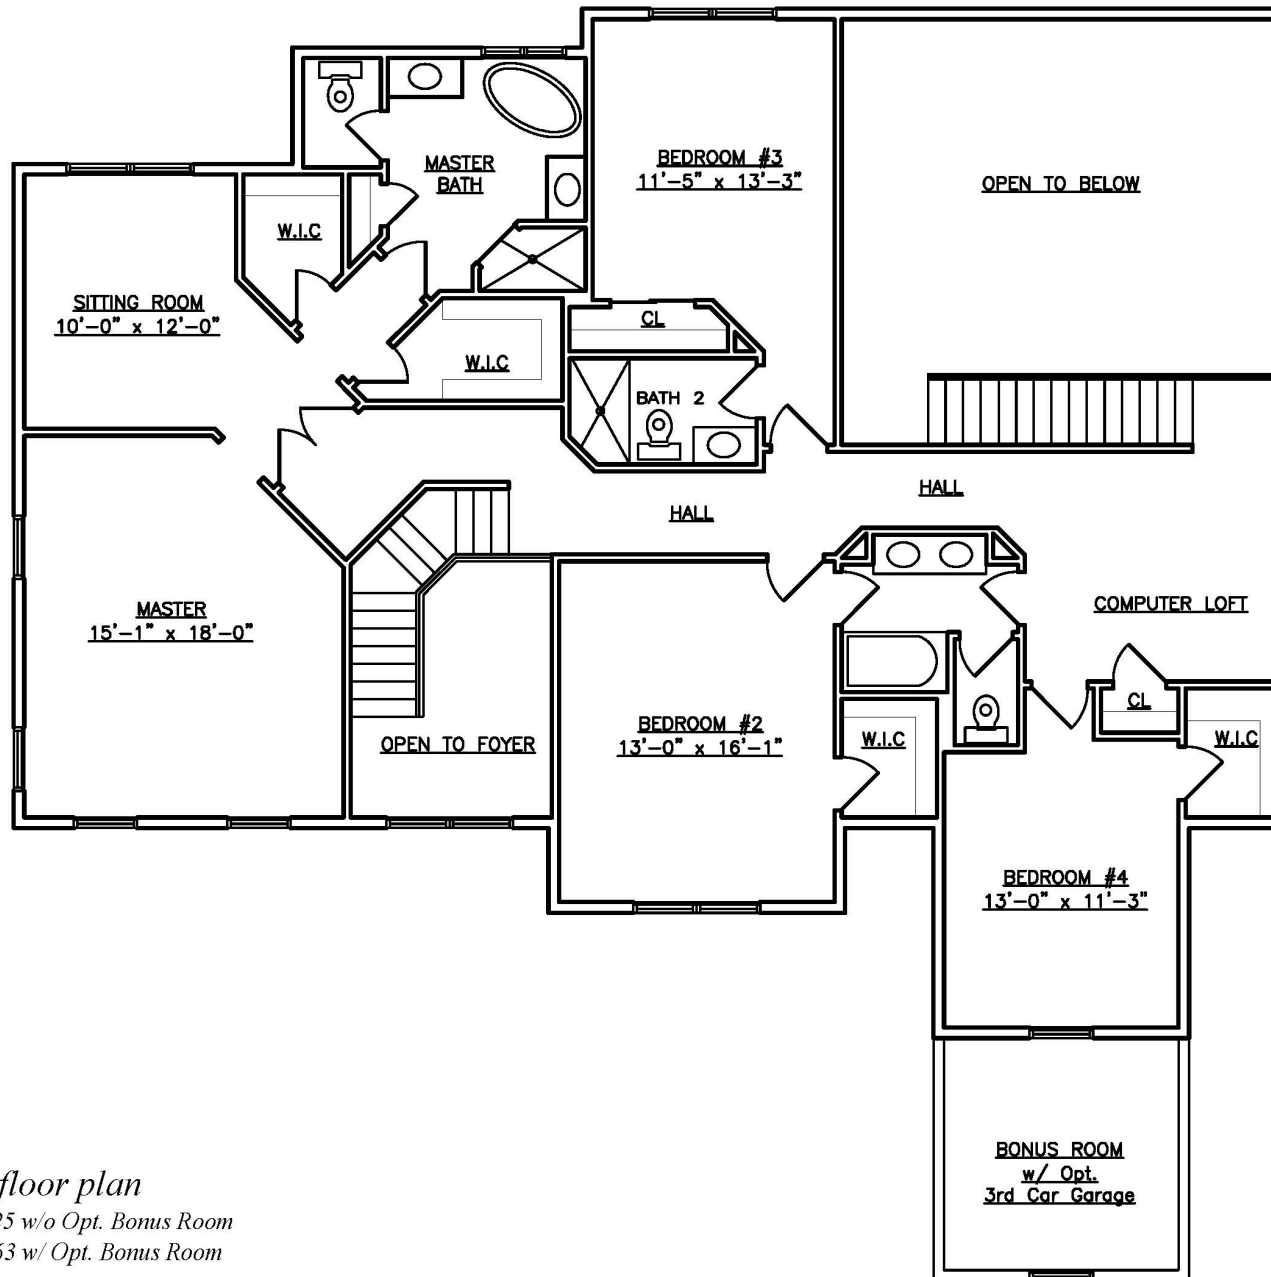 MASTER
BATH
BEDROOM #3
11'-5" x 13'-3"
OPEN TO BELOW
W.I.C
SITTING ROOM
10'-0" x 12'-0"
CL
W.I.C
BATH 2
HALL
HALL
MASTER
15'-1" x 18'-0"
COMPUTER LOFT
OPEN TO FOYER
BEDROOM #2
13'-0" x 16'-1"
W.I.C
CL
W.I.C
BEDROOM #4
13'-0" x 11'-3"
BONUS ROOM
w/ Opt.
3rd Car Garage
floor plan
w/o Opt. Bonus Room
w/ Opt. Bonus Room